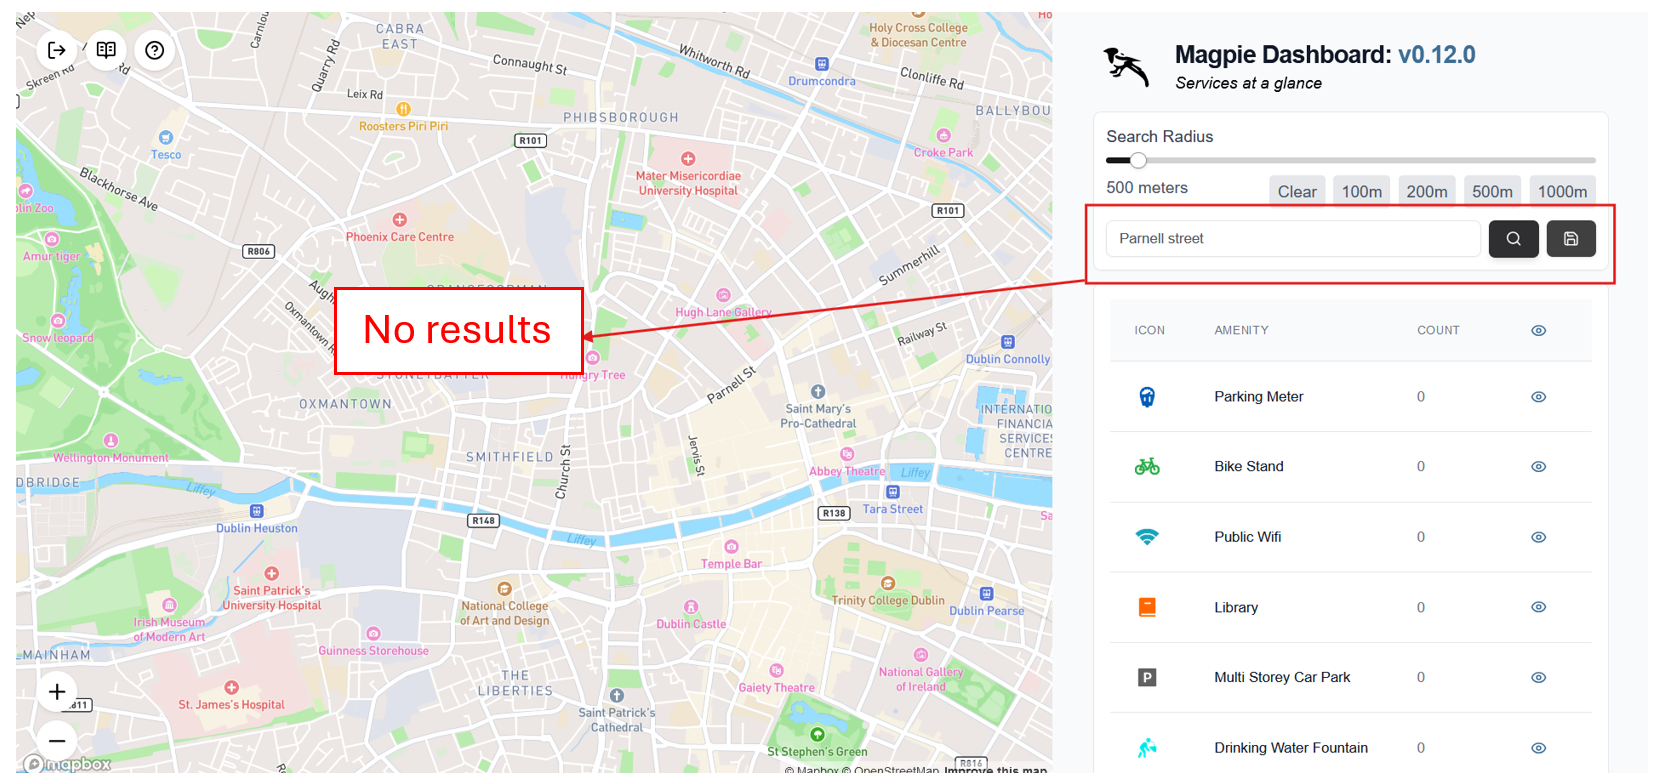 CABRA
EAST
Holy Cross College
& Diocesan Centre
Skreen Rd
Quarry Rd
Connaught St
Whitworth Rd
Drumcondra
Clonliffe Rd
Leix Rd
Roosters Piri Piri
PHIBSBOROUGH
BALLYBOU
Tesco
R101
Croke Park
Blackhorse Ave
Mater Misericordiae
University Hospital
lin Zoo
R101
Phoenix Care Centre
R806
Amur tiger
Summerhill
Hugh Lane Gallery
Snow leopard
Railway St
Dublin Connolly
No results
Hungry Tree
OXMANTOWN
Parnell St
Saint Mary's
Pro-Cathedral
INTERNATIO
FINANCIA
SERVICES
CENTRE
Wellington Monument
SMITHFIELD
Church St
Jervis St
Abbey Theatre
Liffey
DBRIDGE
Liffey
Dublin Heuston
R148
R138
Tara Street
Liffey
Temple Bar
Saint Patrick's
University Hospital
National College
of Art and Design
Trinity College Dublin
Dublin Pearse
Irish Museum
of Modern Art
Dublin Castle
Guinness Storehouse
MAINHAM
THE
LIBERTIES
National Gallery
of Ireland
Gaiety Theatre
St. James's Hospital
811
Saint Patrick's
Cathedral
St Stephen's Green
R816
mapbox
© Mapbox © OpenStreetMap Improve this map
Magpie Dashboard: v0.12.0
Services at a glance
Search Radius
500 meters
Clear 100m 200m 500m 1000m
Parnell street
ICON AMENITY COUNT
Parking Meter 0
Bike Stand 0
Public Wifi 0
Library 0
P Multi Storey Car Park 0
Drinking Water Fountain 0